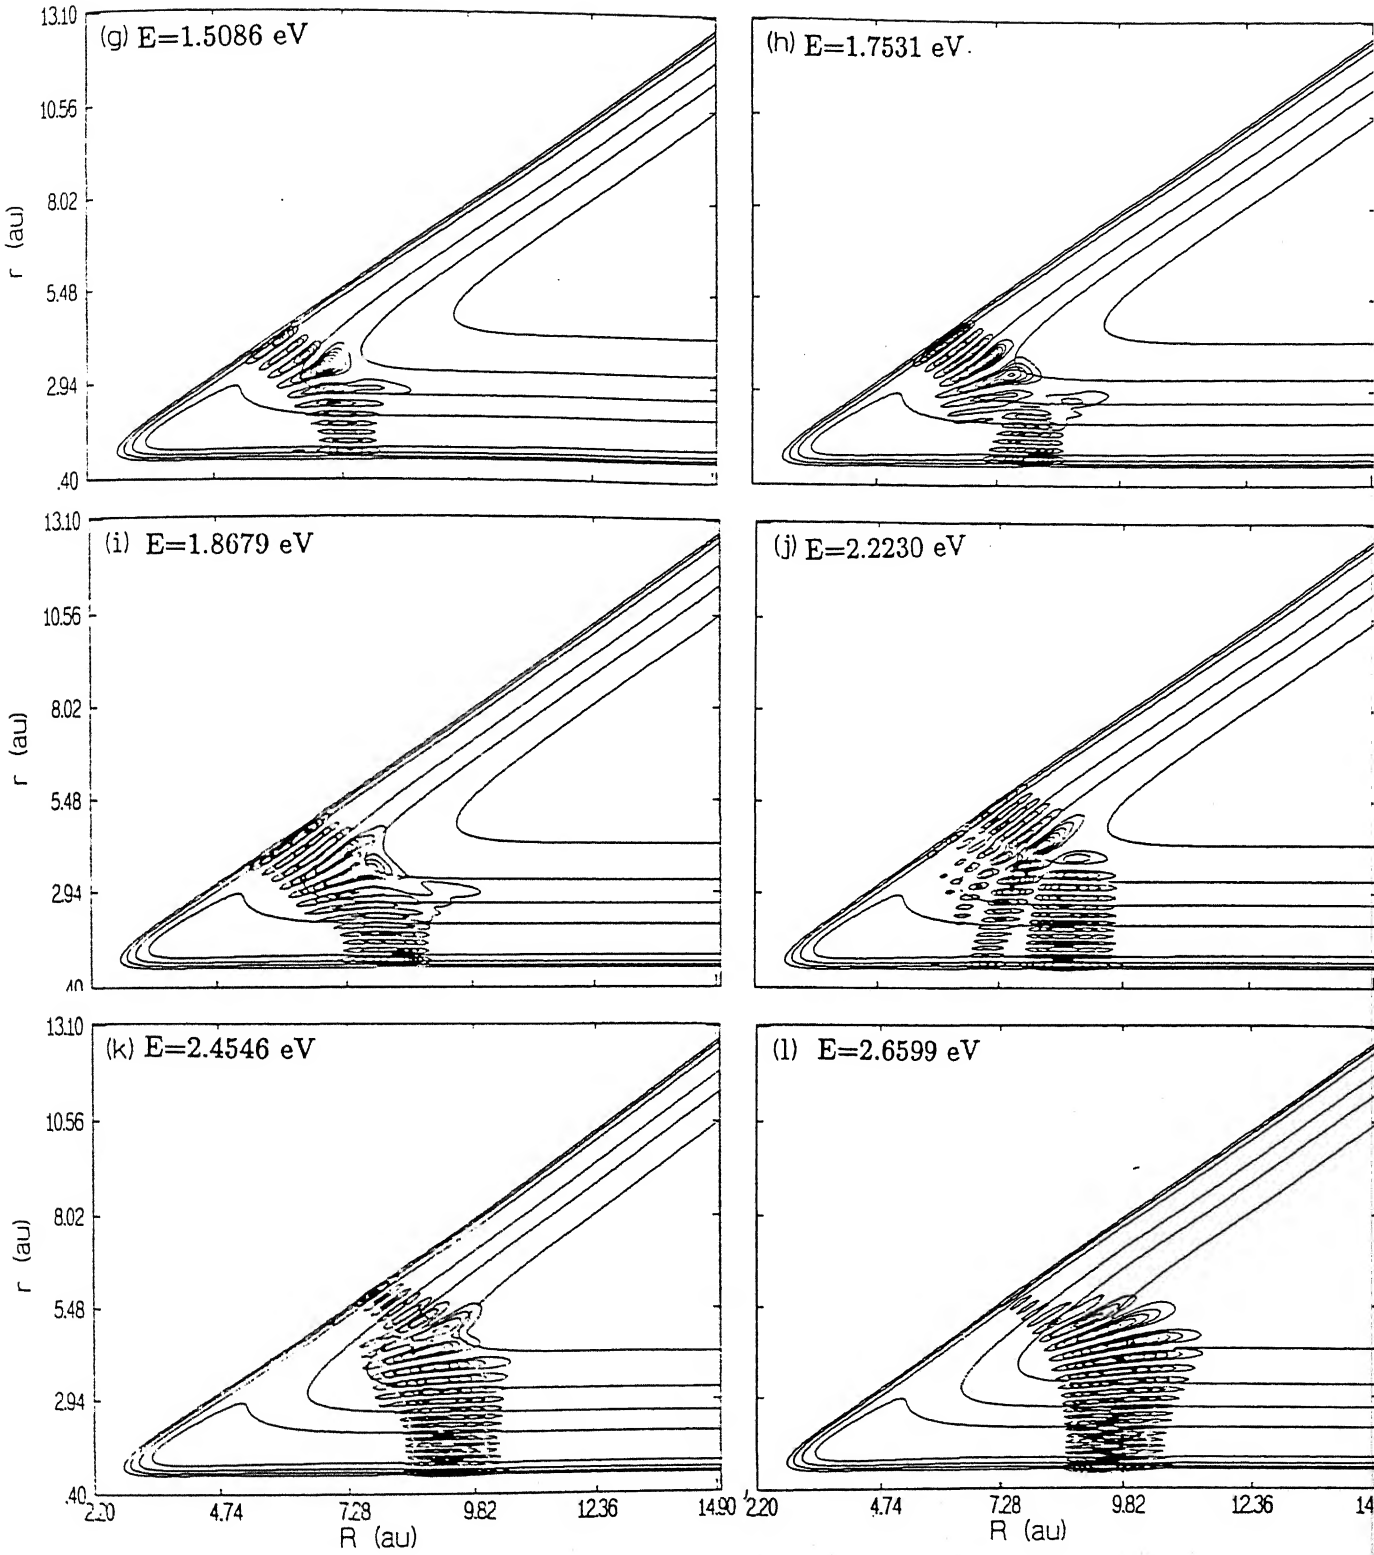 13.10
(g) E=1.5086 eV
(h) E=1.7531 eV.
10.56
8.02
r (au)
5.48
2.94
.40
13.10
(i) E=1.8679 eV
(j) E=2.2230 eV
10.56
8.02
r (au)
5.48
2.94
13.10
(k) E=2.4546 eV
(l) E=2.6599 eV
10.56
8.02
r (au)
5.48
2.94
.40
2.20 4.74 7.28 9.82 12.36 14.90
2.20 4.74 7.28 9.82 12.36 14
R (au)
R (au)